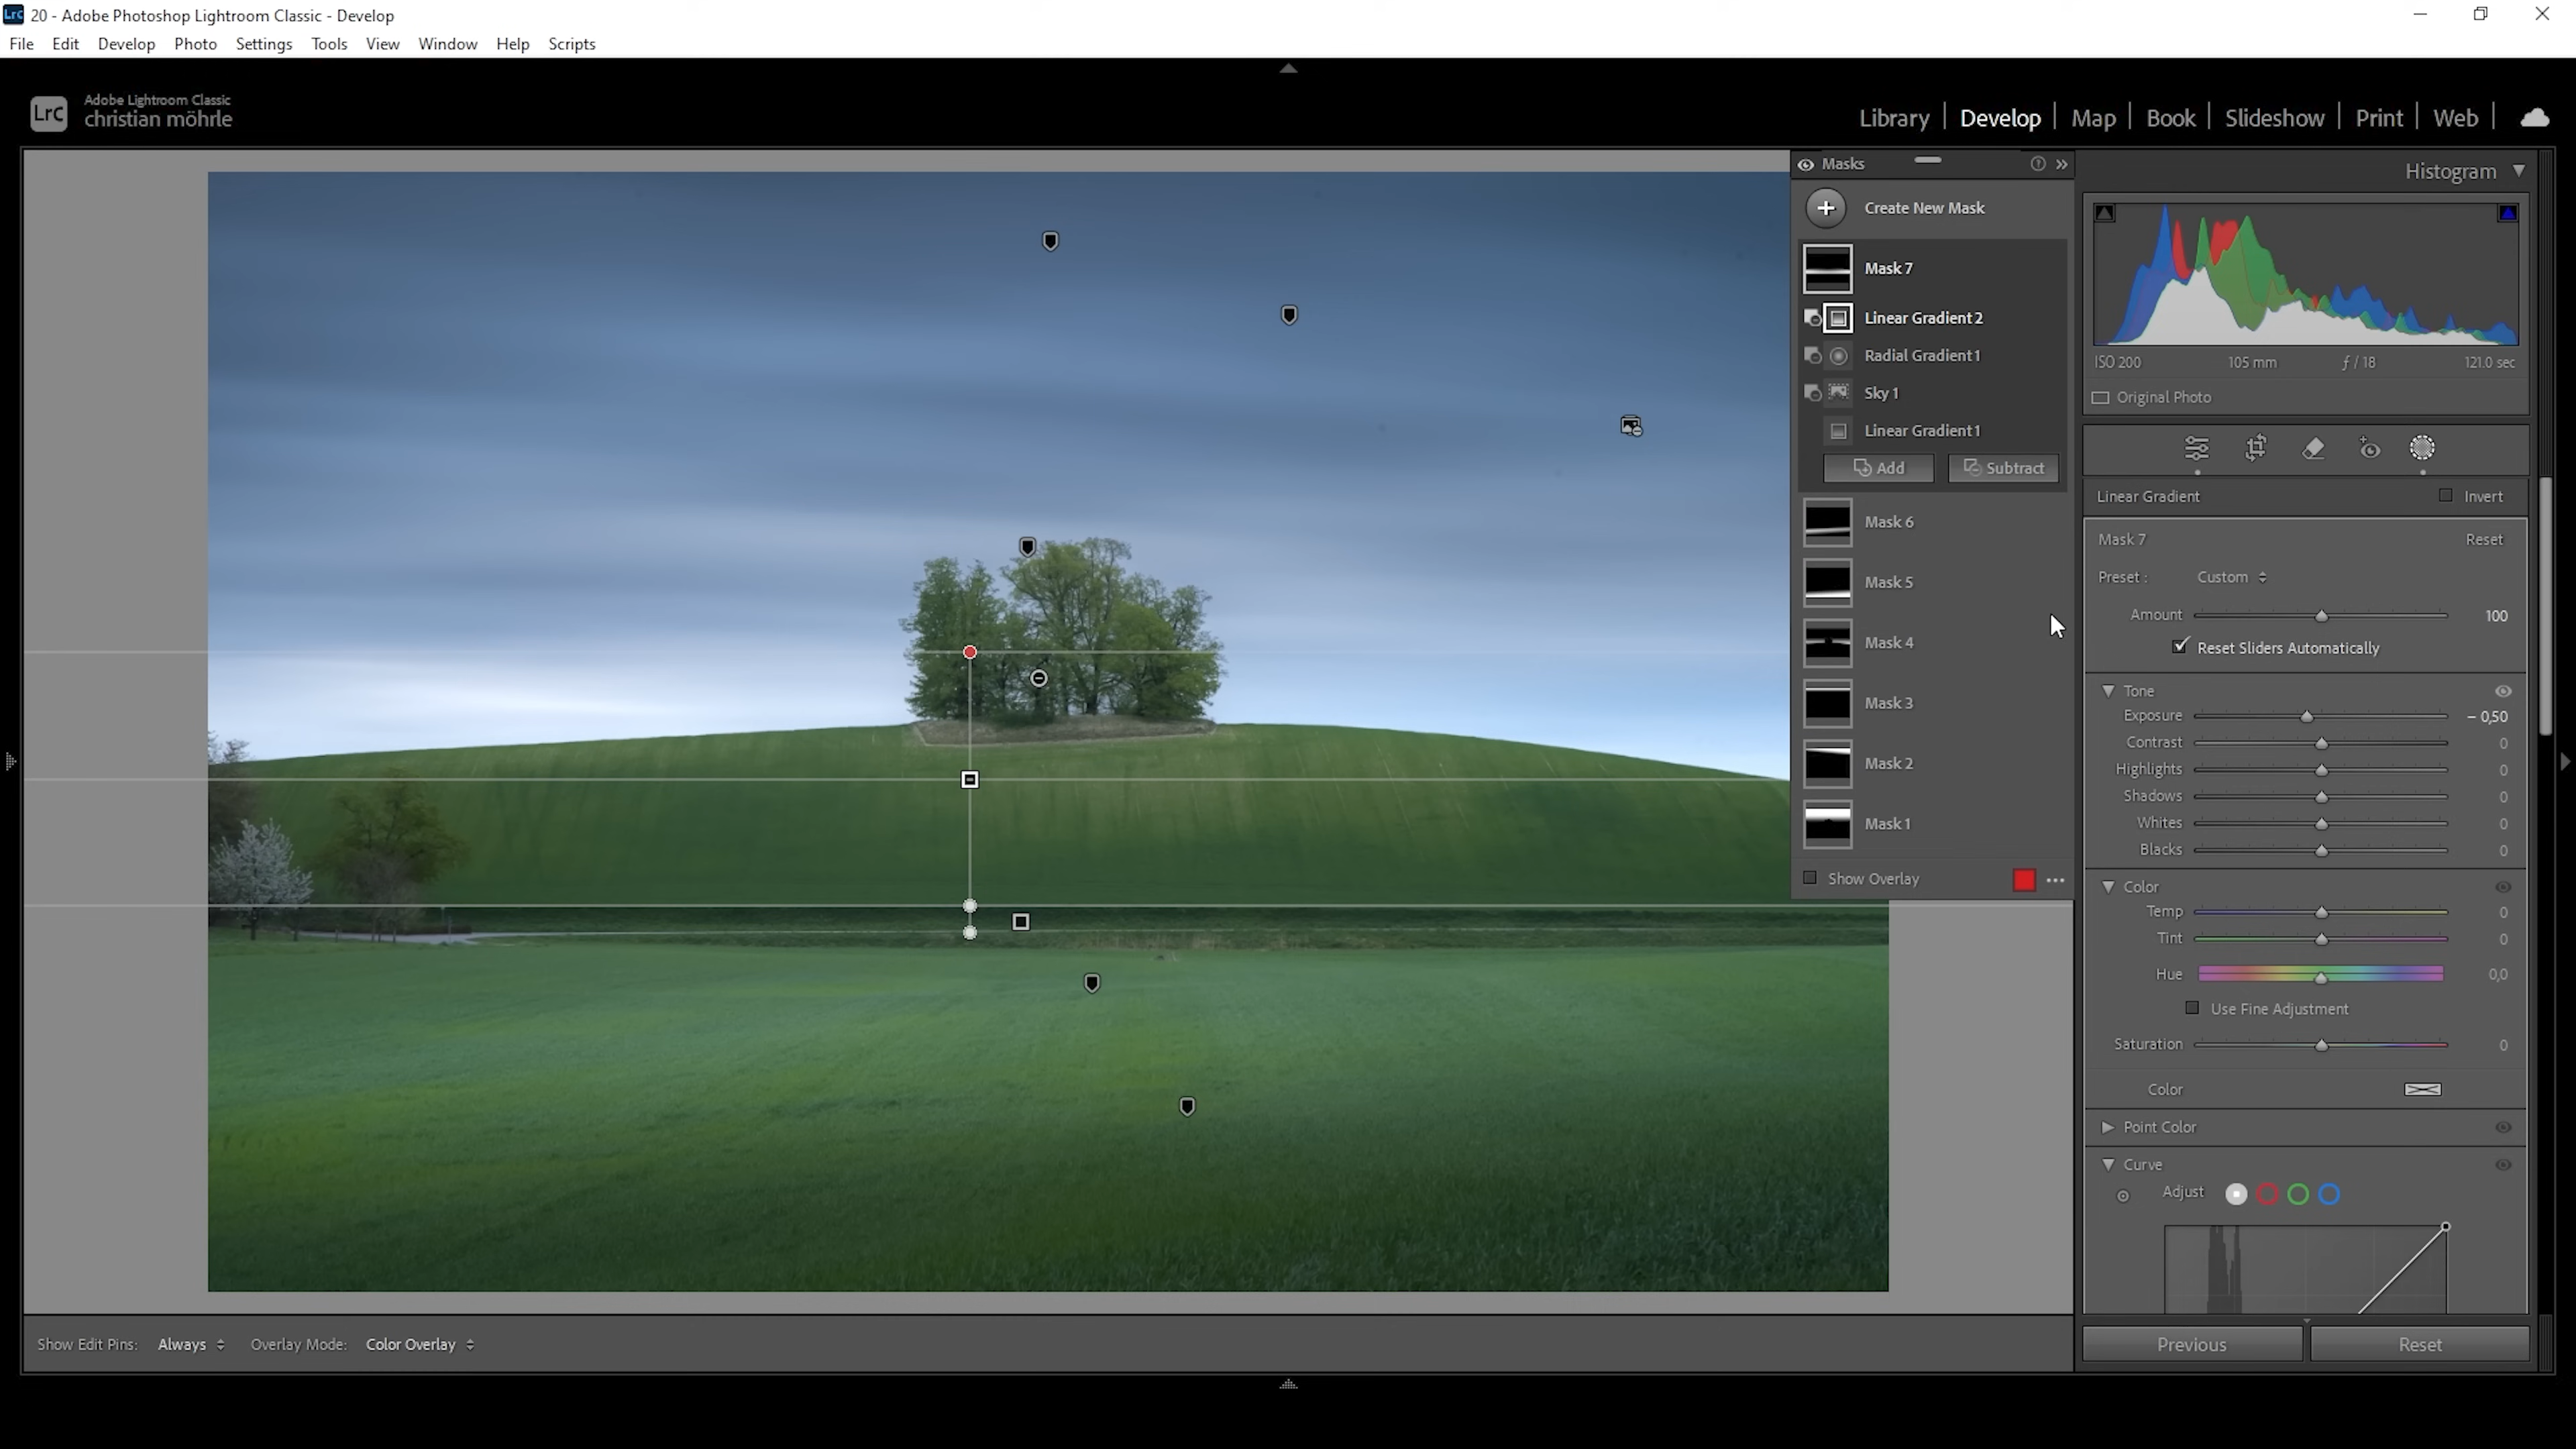 Lrc 20 - Adobe Photoshop Lightroom Classic - Develop
File Edit Develop Photo Settings Tools View Window Help Scripts
Lrc
Adobe Lightroom Classic
christian möhrle
Library | Develop | Map | Book | Slideshow | Print | Web |
Masks
Create New Mask
Mask 7
Linear Gradient 2
Radial Gradient 1
Sky 1
Linear Gradient 1
Add Subtract
Mask 6
Mask 5
Mask 4
Mask 3
Mask 2
Mask 1
Show Overlay
Histogram
ISO 200 105 mm ƒ / 18 121.0 sec
Original Photo
Linear Gradient Invert
Mask 7 Reset
Preset : Custom
Amount 100
Reset Sliders Automatically
Tone
Exposure – 0,50
Contrast 0
Highlights 0
Shadows 0
Whites 0
Blacks 0
Color
Temp 0
Tint 0
Hue 0,0
Use Fine Adjustment
Saturation 0
Color
Point Color
Curve
Adjust
Previous Reset
Show Edit Pins: Always Overlay Mode: Color Overlay